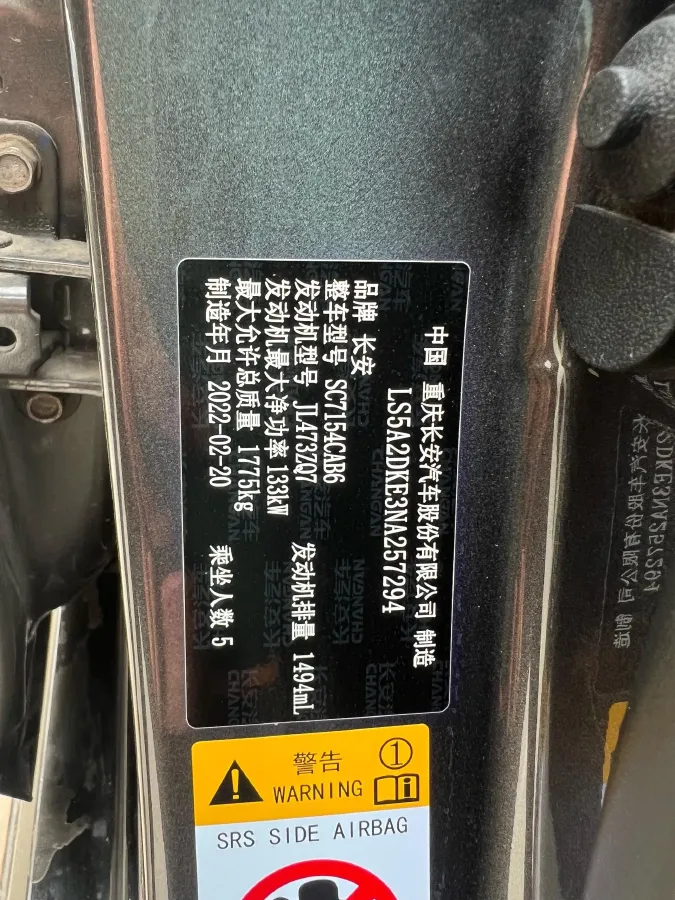 中国 重庆长安汽车股份有限公司 制造
LS5A2DKE3NA257294
品牌 长安
整车型号 SC7154CAB6
发动机型号 JL473ZQ7 发动机排量 1494mL
发动机最大净功率 133kW
最大允许总质量 1775kg
制造年月 2022-02-20 乘坐人数 5
警告 ①
WARNING
SRS SIDE AIRBAG